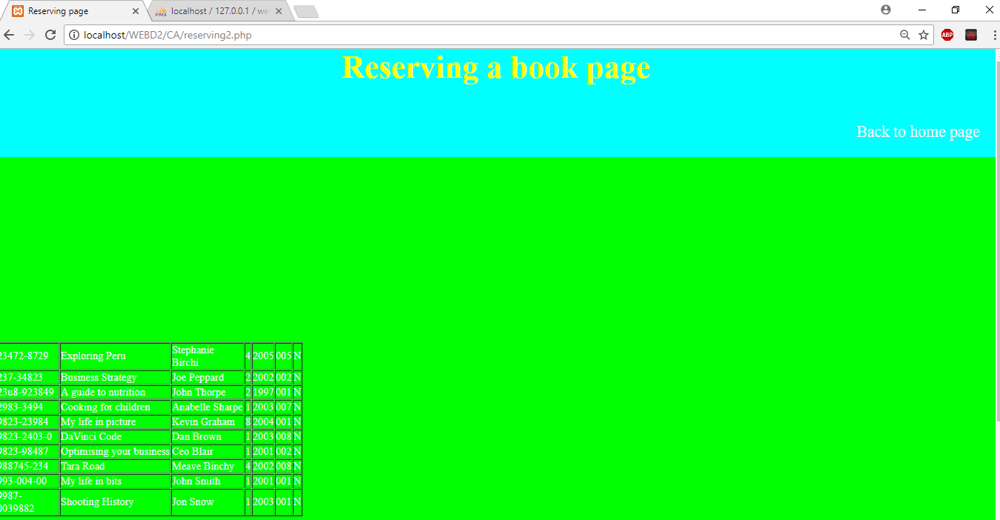 Reserving page
localhost / 127.0.0.1 / we
localhost/WEBD2/CA/reserving2.php
ABP
Reserving a book page
Back to home page
23472-8729 Exploring Peru Stephanie Birchi 4 2005 005 N
237-34823 Business Strategy Joe Peppard 2 2002 002 N
23u8-923849 A guide to nutrition John Thorpe 2 1997 001 N
2983-3494 Cooking for children Anabelle Sharpe 1 2003 007 N
9823-23984 My life in picture Kevin Graham 8 2004 001 N
9823-2403-0 DaVinci Code Dan Brown 1 2003 008 N
9823-98487 Optimising your business Ceo Blair 1 2001 002 N
988745-234 Tara Road Meave Binchy 4 2002 008 N
993-004-00 My life in bits John Smith 1 2001 001 N
9987-0039882 Shooting History Jon Snow 1 2003 001 N